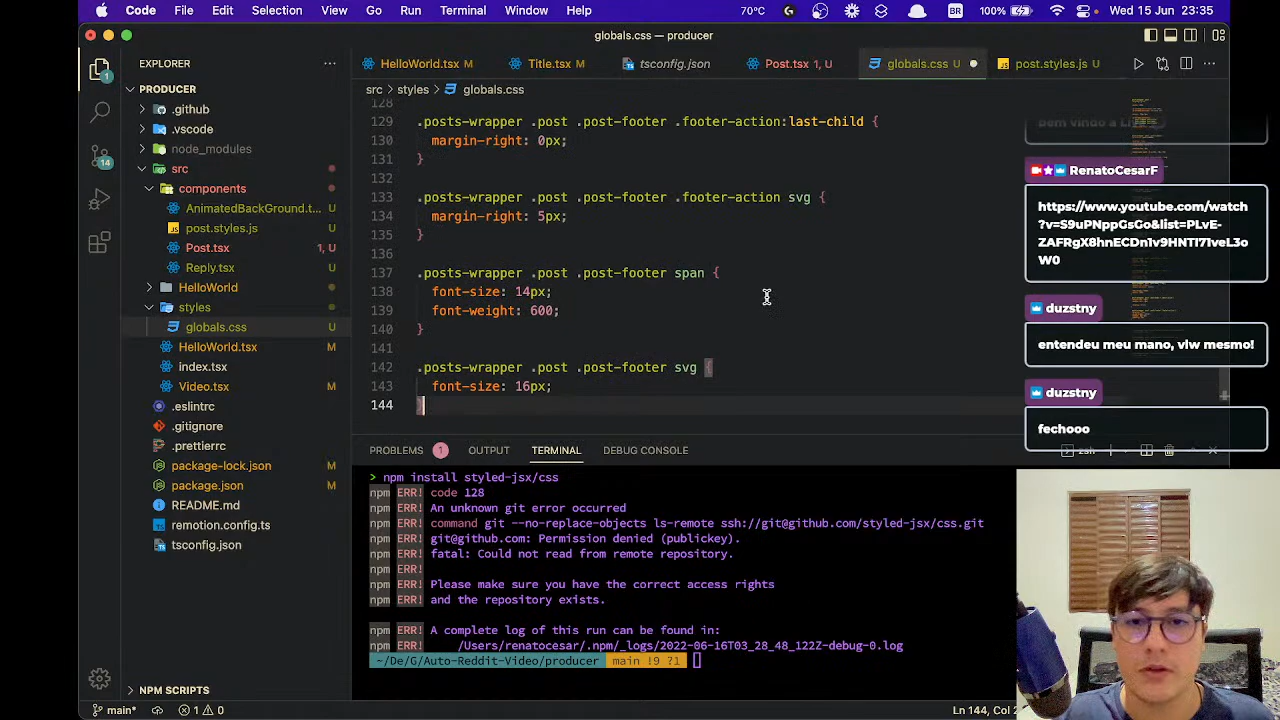 Code File Edit Selection View Go Run Terminal Window Help 70°C BR 100% Wed 15 Jun 23:35
globals.css — producer
EXPLORER
HelloWorld.tsx M
Title.tsx M
tsconfig.json
Post.tsx 1, U
globals.css U
post.styles.js U
src > styles > globals.css
PRODUCER
.github
.vscode
node_modules
src
components
AnimatedBackGround.t... U
post.styles.js U
Post.tsx 1, U
Reply.tsx U
HelloWorld
styles
globals.css U
HelloWorld.tsx M
index.tsx
Video.tsx M
.eslintrc
.gitignore
.prettierrc
package-lock.json M
package.json M
README.md
remotion.config.ts
tsconfig.json
NPM SCRIPTS
1
14
128
129 .posts-wrapper .post .post-footer .footer-action:last-child {
130 margin-right: 0px;
131 }
132
133 .posts-wrapper .post .post-footer .footer-action svg {
134 margin-right: 5px;
135 }
136
137 .posts-wrapper .post .post-footer span {
138 font-size: 14px;
139 font-weight: 600;
140 }
141
142 .posts-wrapper .post .post-footer svg {
143 font-size: 16px;
144 }
RenatoCesarF
https://www.youtube.com/watch
?v=S9uPNppGsGo&list=PLvE-
ZAFRgX8hnECDn1v9HNTI71veL3o
W0
duzstny
entendeu meu mano, vlw mesmo!
duzstny
fechooo
PROBLEMS 1 OUTPUT TERMINAL DEBUG CONSOLE zsh
> npm install styled-jsx/css
npm ERR! code 128
npm ERR! An unknown git error occurred
npm ERR! command git --no-replace-objects ls-remote ssh://git@github.com/styled-jsx/css.git
npm ERR! git@github.com: Permission denied (publickey).
npm ERR! fatal: Could not read from remote repository.
npm ERR!
npm ERR! Please make sure you have the correct access rights
npm ERR! and the repository exists.
npm ERR! A complete log of this run can be found in:
npm ERR! /Users/renatocesar/.npm/_logs/2022-06-16T03_28_48_122Z-debug-0.log
~/De/G/Auto-Reddit-Video/producer main !9 ?1
main* 1 0
Ln 144, Col